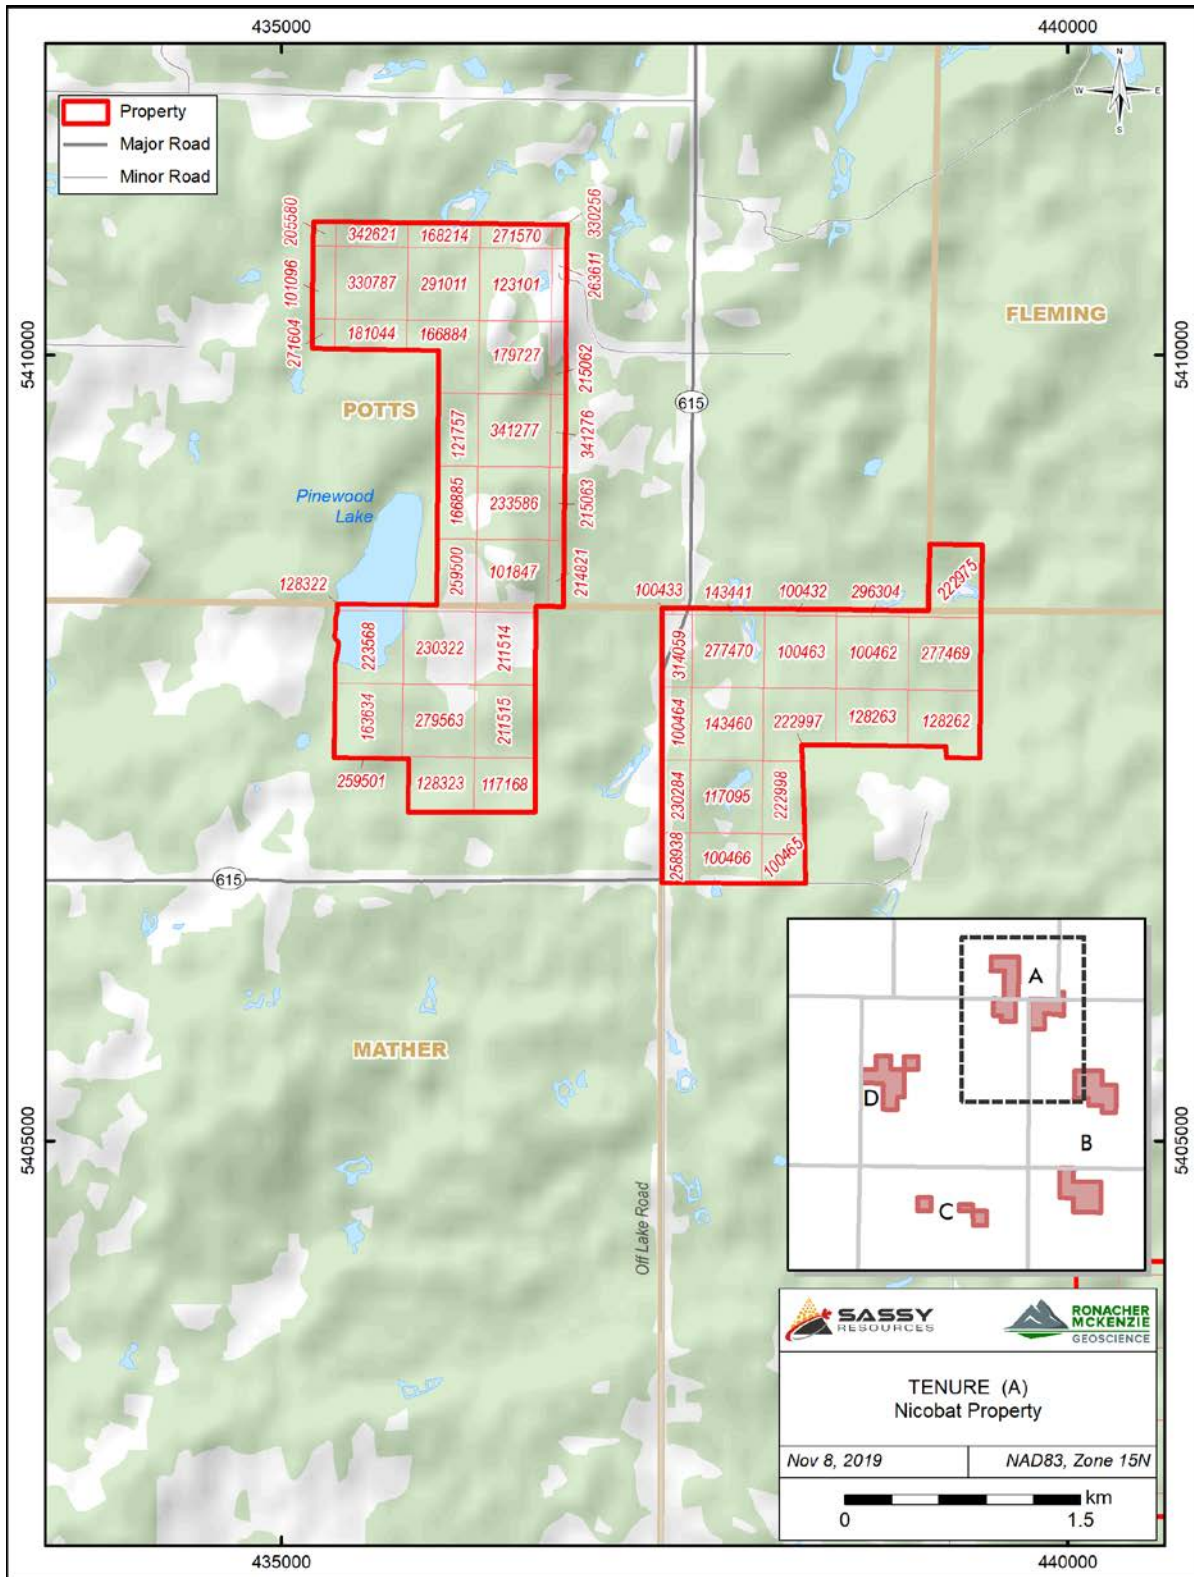 435000
440000
N
W
E
S
Property
Major Road
Minor Road
205580
342621
168214
271570
330256
101096
330787
291011
123101
263611
271604
181044
166884
179727
215062
FLEMING
5410000
5410000
POTTS
615
121757
341277
341276
Pinewood
Lake
166885
233586
215063
259500
101847
214821
128322
100433
143441
100432
296304
222975
223568
230322
211514
314059
277470
100463
100462
277469
163634
279563
211515
100464
143460
222997
128263
128262
259501
128323
117168
230284
117095
222998
258938
100466
100465
615
MATHER
A
D
B
C
5405000
5405000
Off Lake Road
SASSY
RESOURCES
RONACHER
MCKENZIE
GEOSCIENCE
TENURE (A)
Nicobat Property
Nov 8, 2019
NAD83, Zone 15N
km
0
1.5
435000
440000